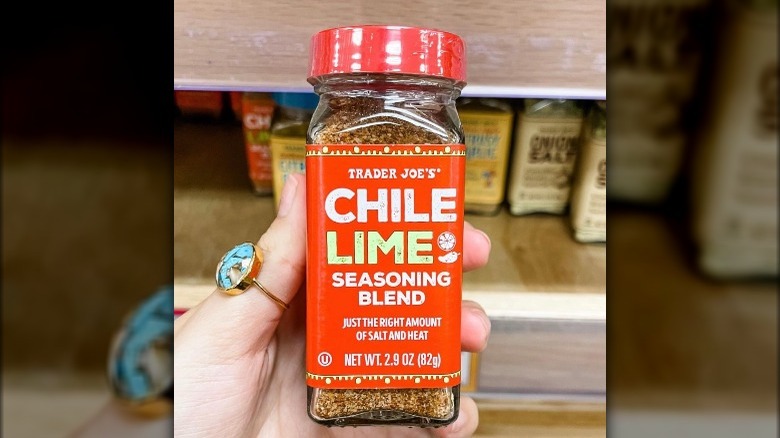 TRADER JOE'S®
CHILE
LIME
SEASONING
BLEND
JUST THE RIGHT AMOUNT
OF SALT AND HEAT
U
NET WT. 2.9 OZ (82g)
ONION
SALT